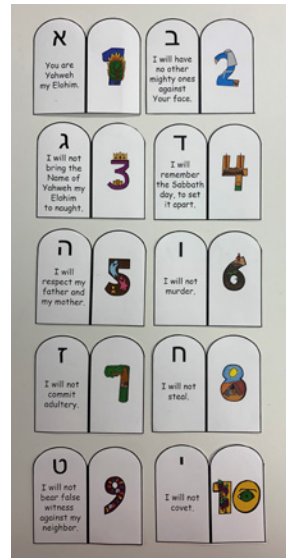 א
You are
Yahweh
my Elohim.
1
ב
I will have
no other
mighty ones
against
Your face.
2
ג
I will not
bring the
Name of
Yahweh my
Elohim
to naught.
3
ד
I will
remember
the Sabbath
day, to set
it apart.
4
ה
I will
respect my
father and
my mother.
5
ו
I will not
murder.
6
ז
I will not
commit
adultery.
7
ח
I will not
steal.
8
ט
I will not
bear false
witness
against my
neighbor.
9
י
I will not
covet.
10